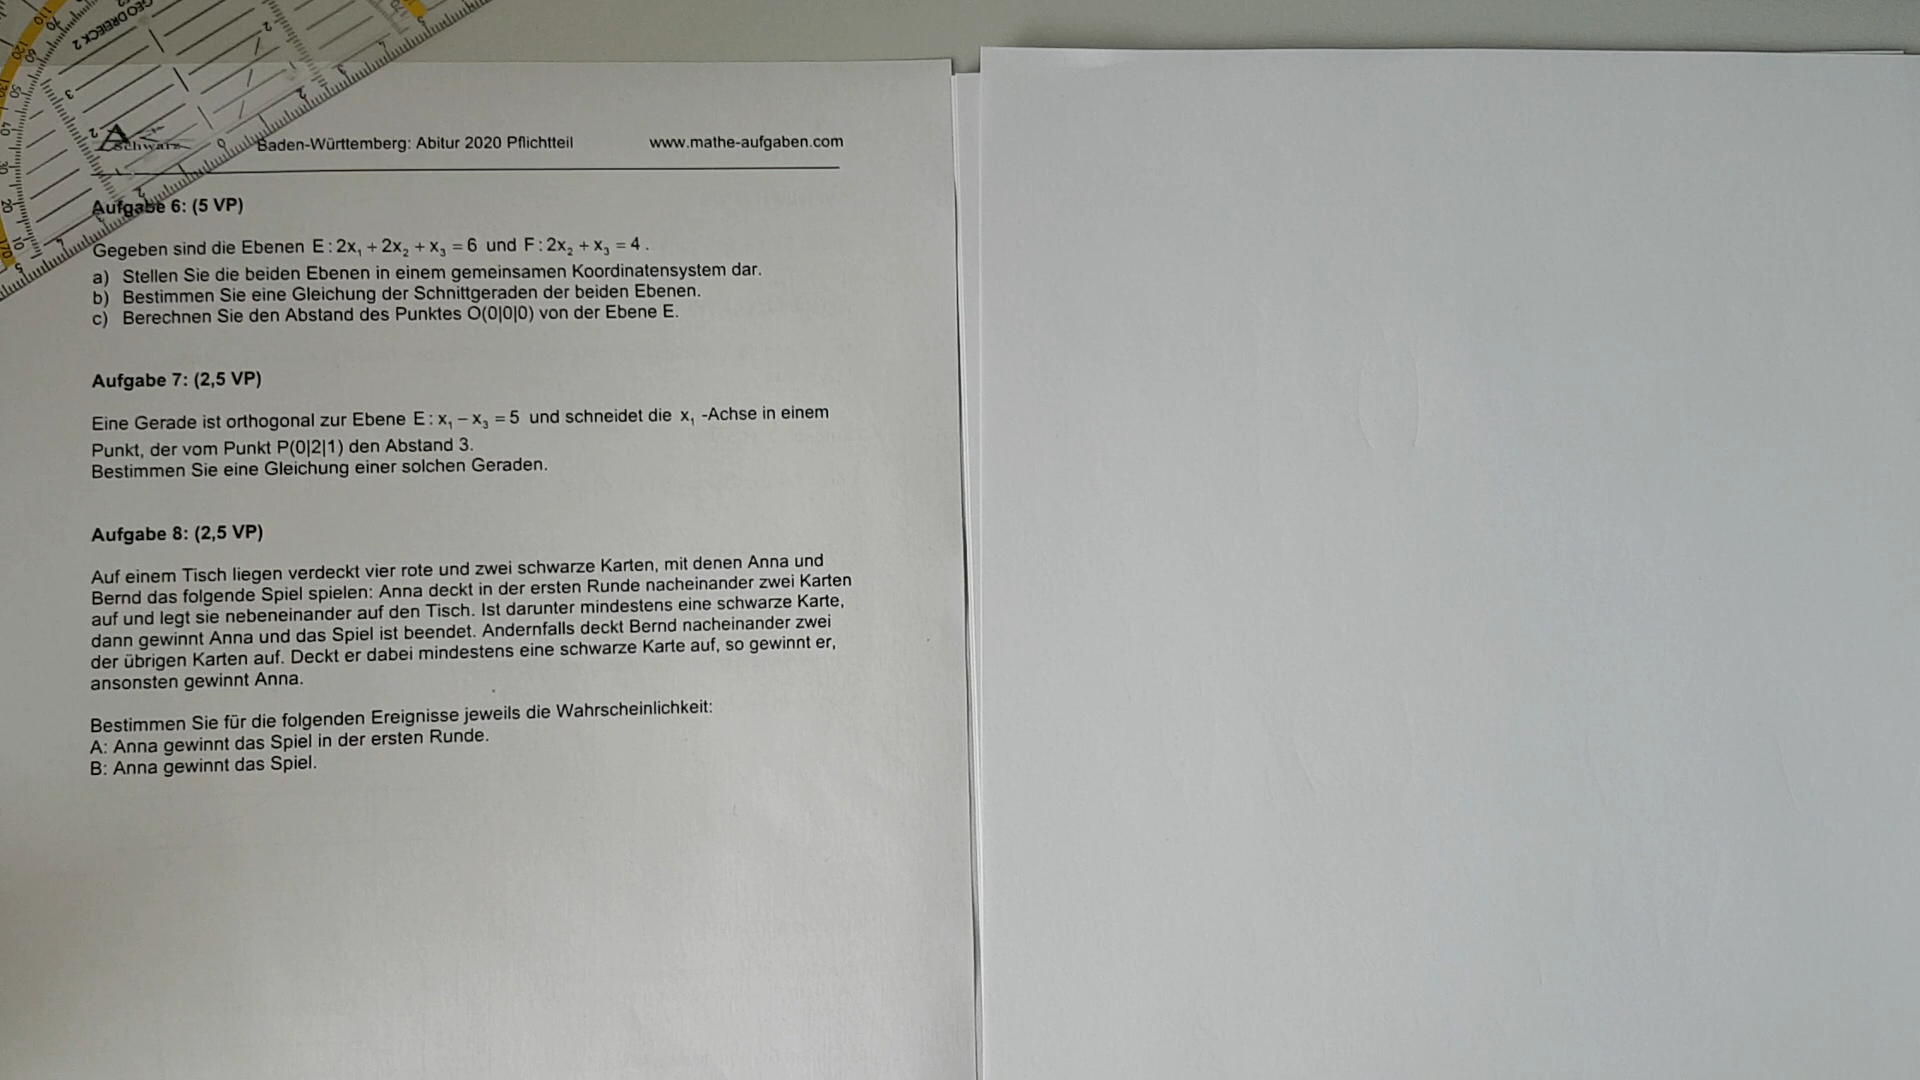 GEODREIECK 2
Schwarz
Baden-Württemberg: Abitur 2020 Pflichtteil
www.mathe-aufgaben.com
Aufgabe 6: (5 VP)
Gegeben sind die Ebenen E: 2x₁ + 2x₂ + x₃ = 6 und F: 2x₂ + x₃ = 4.
a) Stellen Sie die beiden Ebenen in einem gemeinsamen Koordinatensystem dar.
b) Bestimmen Sie eine Gleichung der Schnittgeraden der beiden Ebenen.
c) Berechnen Sie den Abstand des Punktes O(0|0|0) von der Ebene E.
Aufgabe 7: (2,5 VP)
Eine Gerade ist orthogonal zur Ebene E: x₁ − x₃ = 5 und schneidet die x₁ -Achse in einem
Punkt, der vom Punkt P(0|2|1) den Abstand 3.
Bestimmen Sie eine Gleichung einer solchen Geraden.
Aufgabe 8: (2,5 VP)
Auf einem Tisch liegen verdeckt vier rote und zwei schwarze Karten, mit denen Anna und
Bernd das folgende Spiel spielen: Anna deckt in der ersten Runde nacheinander zwei Karten
auf und legt sie nebeneinander auf den Tisch. Ist darunter mindestens eine schwarze Karte,
dann gewinnt Anna und das Spiel ist beendet. Andernfalls deckt Bernd nacheinander zwei
der übrigen Karten auf. Deckt er dabei mindestens eine schwarze Karte auf, so gewinnt er,
ansonsten gewinnt Anna.
Bestimmen Sie für die folgenden Ereignisse jeweils die Wahrscheinlichkeit:
A: Anna gewinnt das Spiel in der ersten Runde.
B: Anna gewinnt das Spiel.